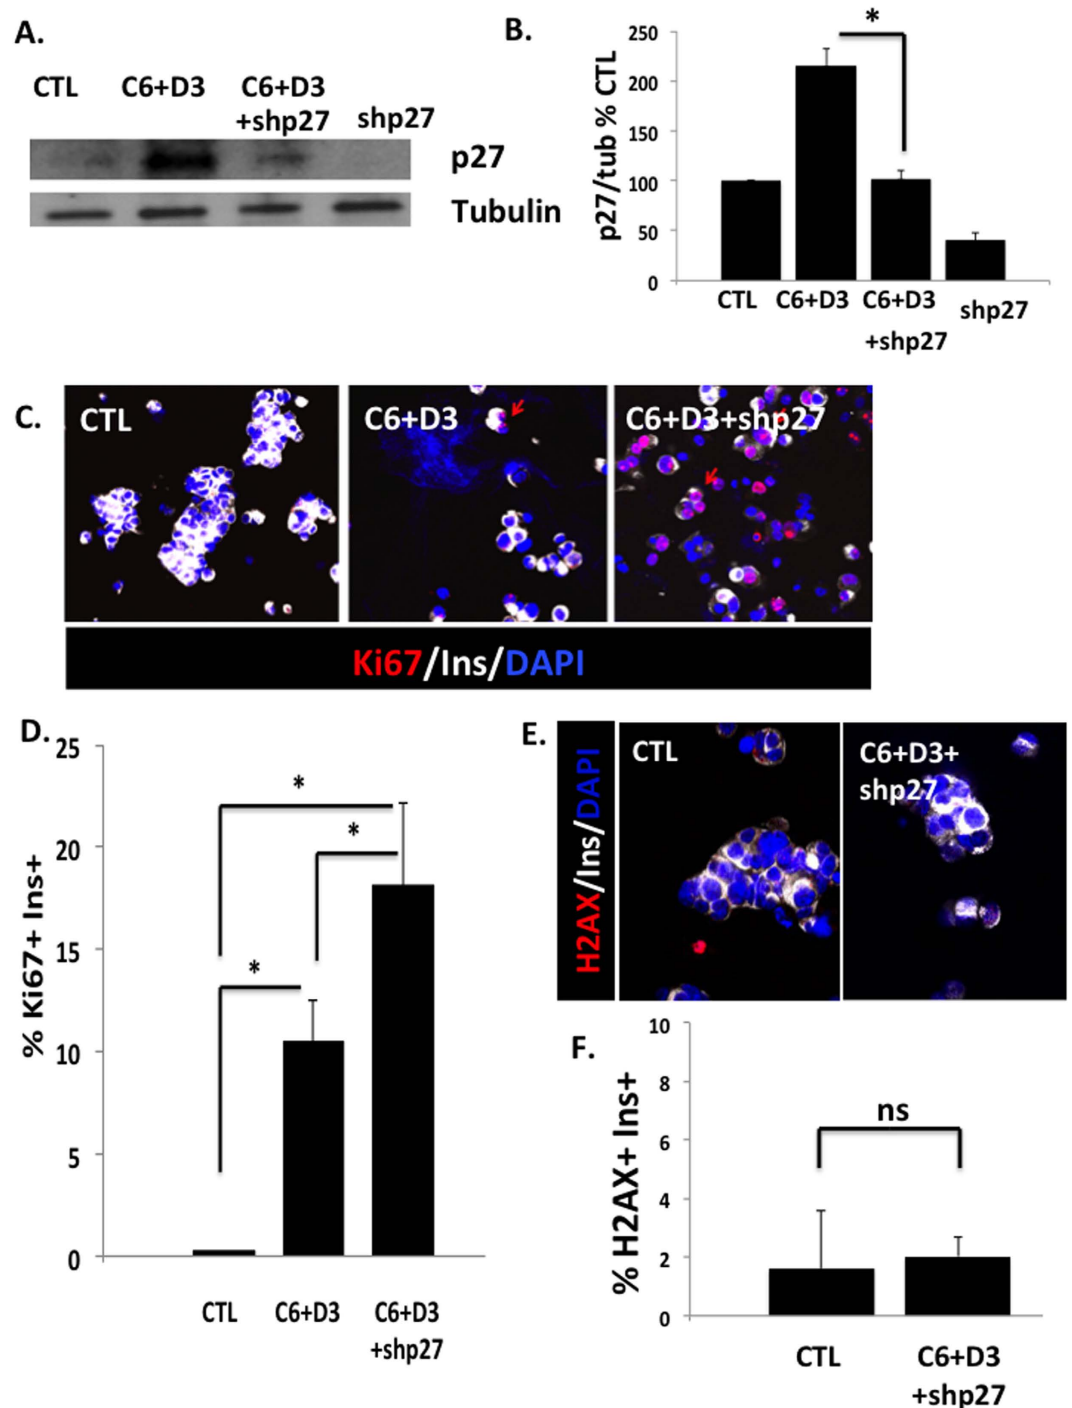 A.
CTL C6+D3 C6+D3
+shp27 shp27
p27
Tubulin
B.
*
p27/tub % CTL
250
200
150
100
50
0
CTL C6+D3 C6+D3 shp27
+shp27
C.
CTL
C6+D3
C6+D3+shp27
Ki67/Ins/DAPI
D.
% Ki67+ Ins+
25
20
15
10
5
0
*
*
*
CTL C6+D3 C6+D3
+shp27
E.
H2AX/Ins/DAPI
CTL
C6+D3+
shp27
F.
% H2AX+ Ins+
10
8
6
4
2
0
ns
CTL C6+D3
+shp27